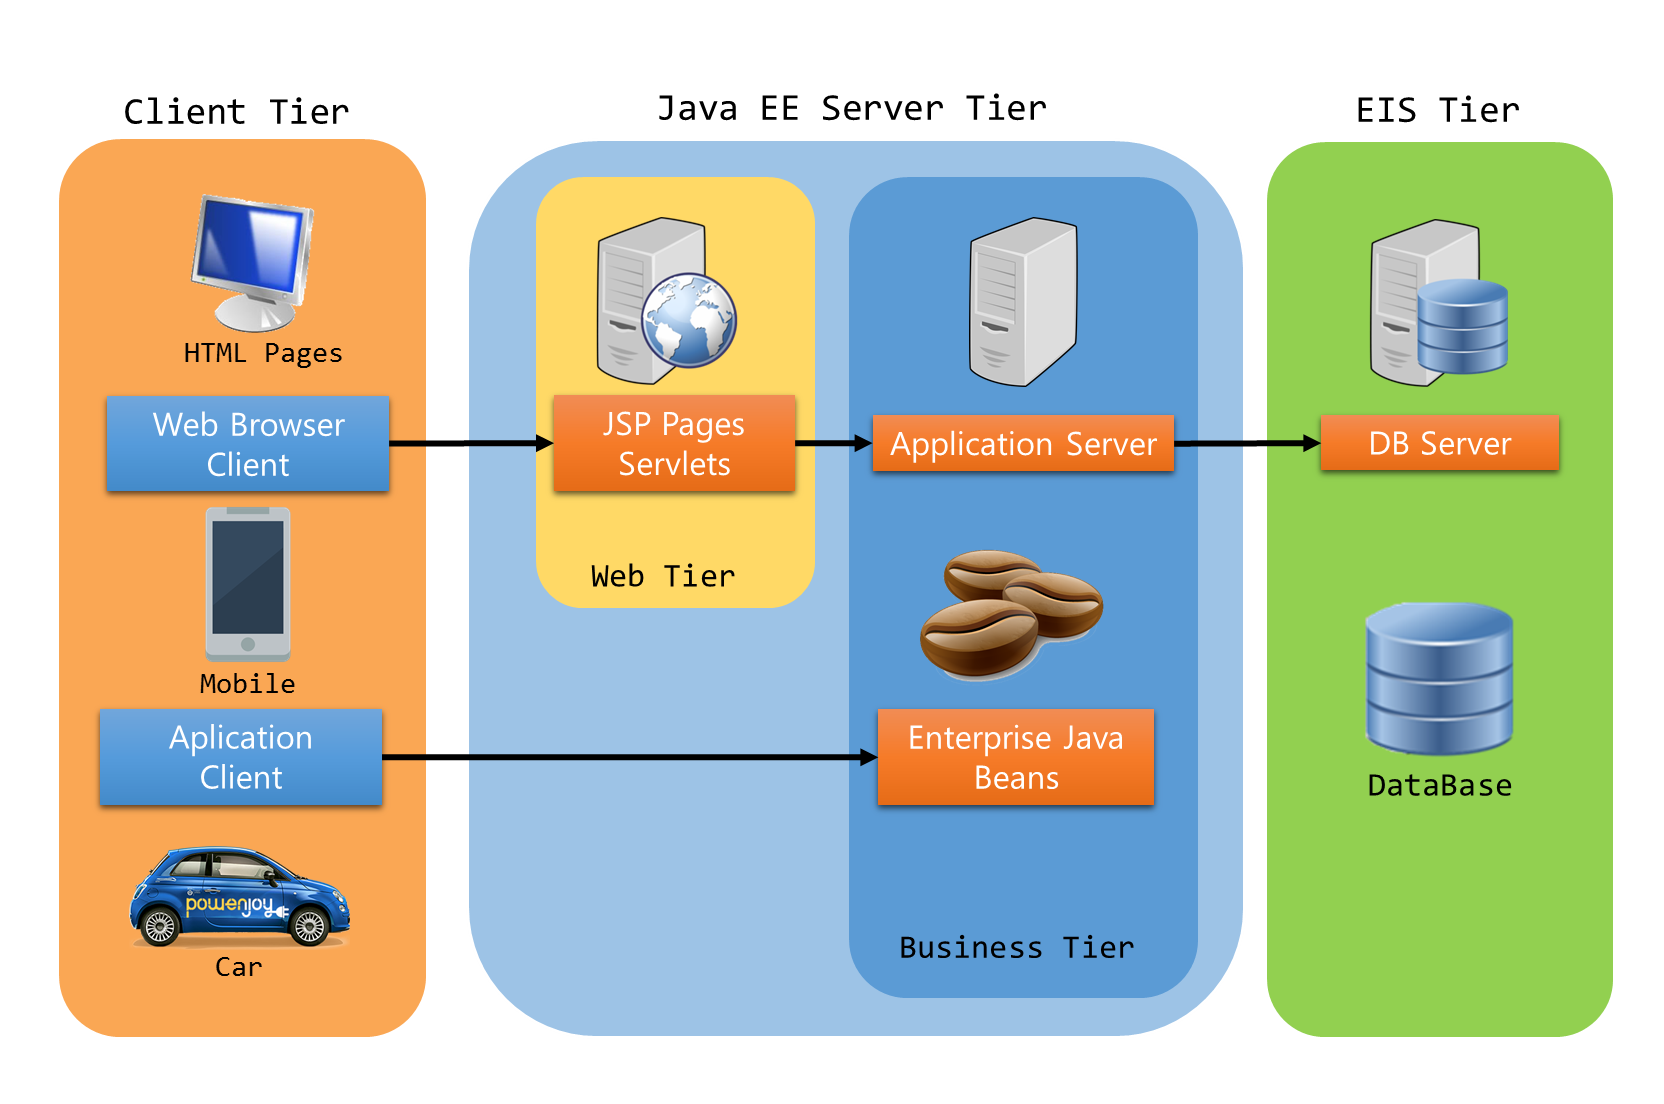 Client Tier
Java EE Server Tier
EIS Tier
HTML Pages
Web Browser
Client
JSP Pages
Servlets
Application Server
DB Server
Web Tier
Mobile
Aplication
Client
Enterprise Java
Beans
DataBase
powenjoy
Car
Business Tier